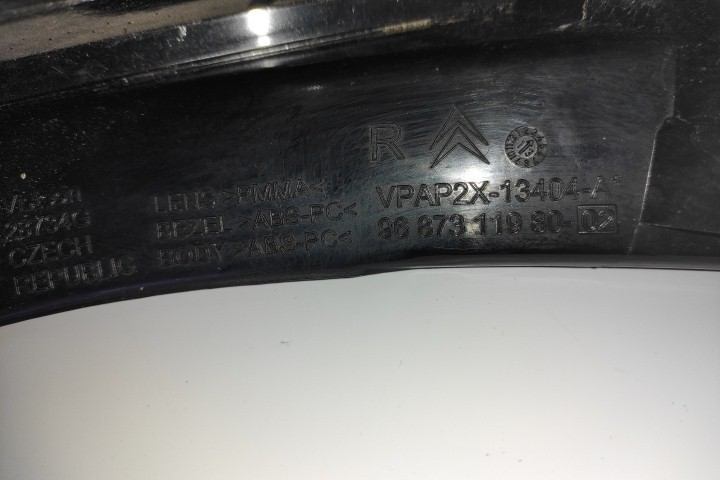 R
LENS>PMMA<
VPAP2X-13404-A
BEZEL>ABS-PC<
96 873 119 80-02
CZECH
BODY>ABS-PC<
REPUBLIC